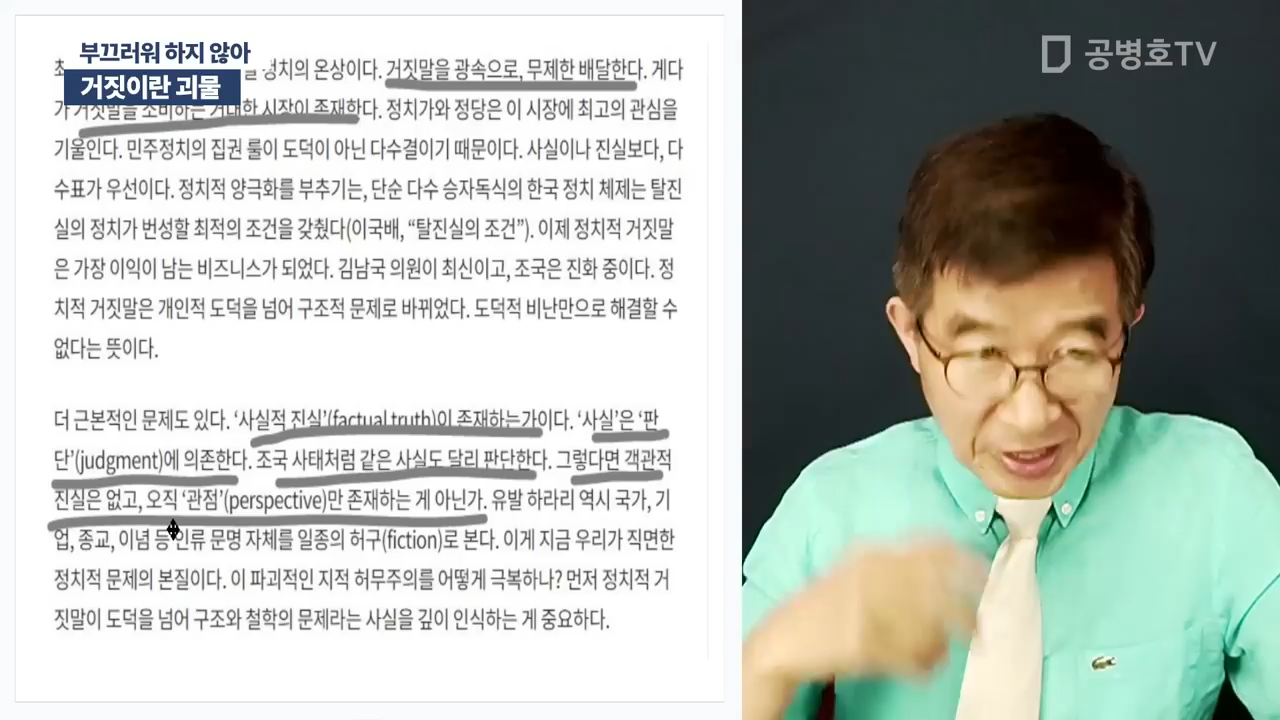 부끄러워 하지 않아
거짓이란 괴물
공병호TV
정치의 온상이다. 거짓말을 광속으로, 무제한 배달한다. 게다
가 거짓말을 소비하는 거대한 시장이 존재한다. 정치가와 정당은 이 시장에 최고의 관심을
기울인다. 민주정치의 집권 룰이 도덕이 아닌 다수결이기 때문이다. 사실이나 진실보다, 다
수표가 우선이다. 정치적 양극화를 부추기는, 단순 다수 승자독식의 한국 정치 체제는 탈진
실의 정치가 번성할 최적의 조건을 갖췄다(이국배, “탈진실의 조건”). 이제 정치적 거짓말
은 가장 이익이 남는 비즈니스가 되었다. 김남국 의원이 최신이고, 조국은 진화 중이다. 정
치적 거짓말은 개인적 도덕을 넘어 구조적 문제로 바뀌었다. 도덕적 비난만으로 해결할 수
없다는 뜻이다.
더 근본적인 문제도 있다. ‘사실적 진실’(factual truth)이 존재하는가이다. ‘사실’은 ‘판
단’(judgment)에 의존한다. 조국 사태처럼 같은 사실도 달리 판단한다. 그렇다면 객관적
진실은 없고, 오직 ‘관점’(perspective)만 존재하는 게 아닌가. 유발 하라리 역시 국가, 기
업, 종교, 이념 등 인류 문명 자체를 일종의 허구(fiction)로 본다. 이게 지금 우리가 직면한
정치적 문제의 본질이다. 이 파괴적인 지적 허무주의를 어떻게 극복하나? 먼저 정치적 거
짓말이 도덕을 넘어 구조와 철학의 문제라는 사실을 깊이 인식하는 게 중요하다.